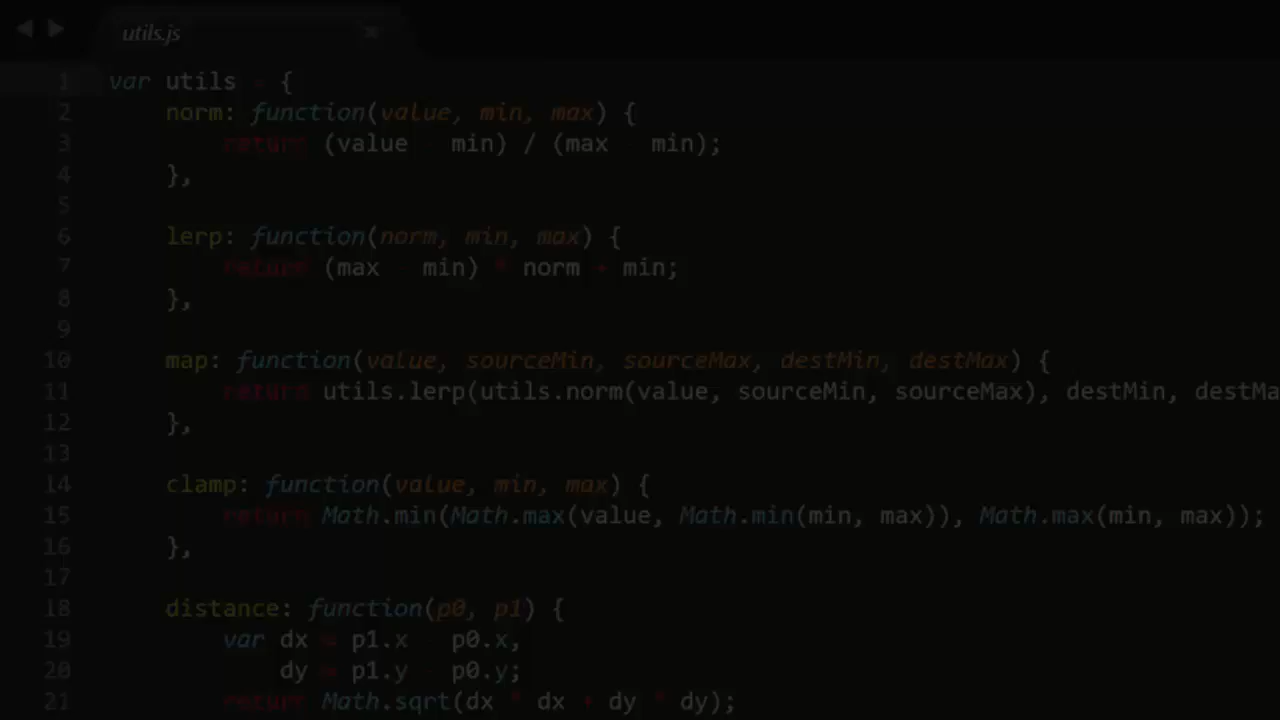 utils.js
1 var utils = {
2 norm: function(value, min, max) {
3 return (value - min) / (max - min);
4 },
5
6 lerp: function(norm, min, max) {
7 return (max - min) * norm + min;
8 },
9
10 map: function(value, sourceMin, sourceMax, destMin, destMax) {
11 return utils.lerp(utils.norm(value, sourceMin, sourceMax), destMin, destMa
12 },
13
14 clamp: function(value, min, max) {
15 return Math.min(Math.max(value, Math.min(min, max)), Math.max(min, max));
16 },
17
18 distance: function(p0, p1) {
19 var dx = p1.x - p0.x,
20 dy = p1.y - p0.y;
21 return Math.sqrt(dx * dx + dy * dy);